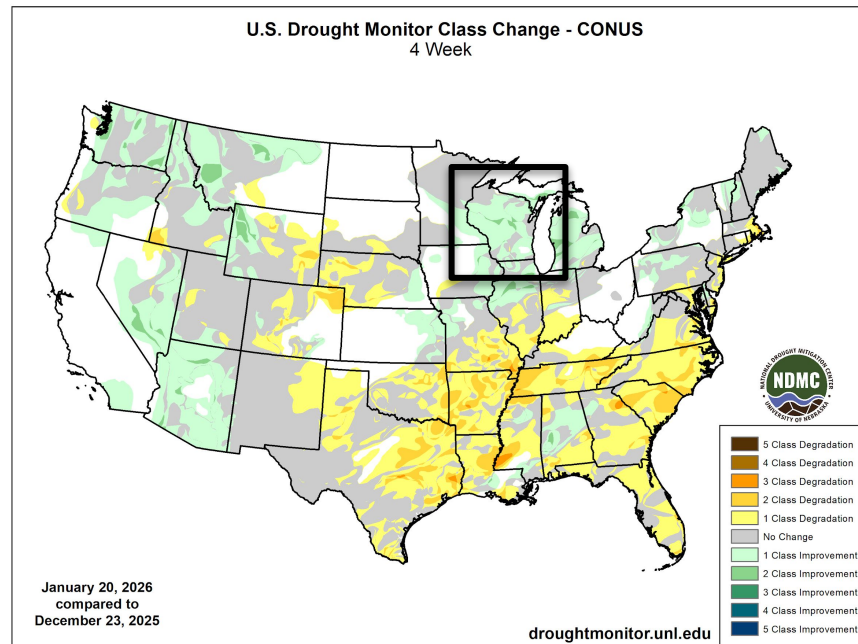 U.S. Drought Monitor Class Change - CONUS
4 Week
NATIONAL DROUGHT MITIGATION CENTER
NDMC
UNIVERSITY OF NEBRASKA
5 Class Degradation
4 Class Degradation
3 Class Degradation
2 Class Degradation
1 Class Degradation
No Change
1 Class Improvement
2 Class Improvement
3 Class Improvement
4 Class Improvement
5 Class Improvement
January 20, 2026
compared to
December 23, 2025
droughtmonitor.unl.edu